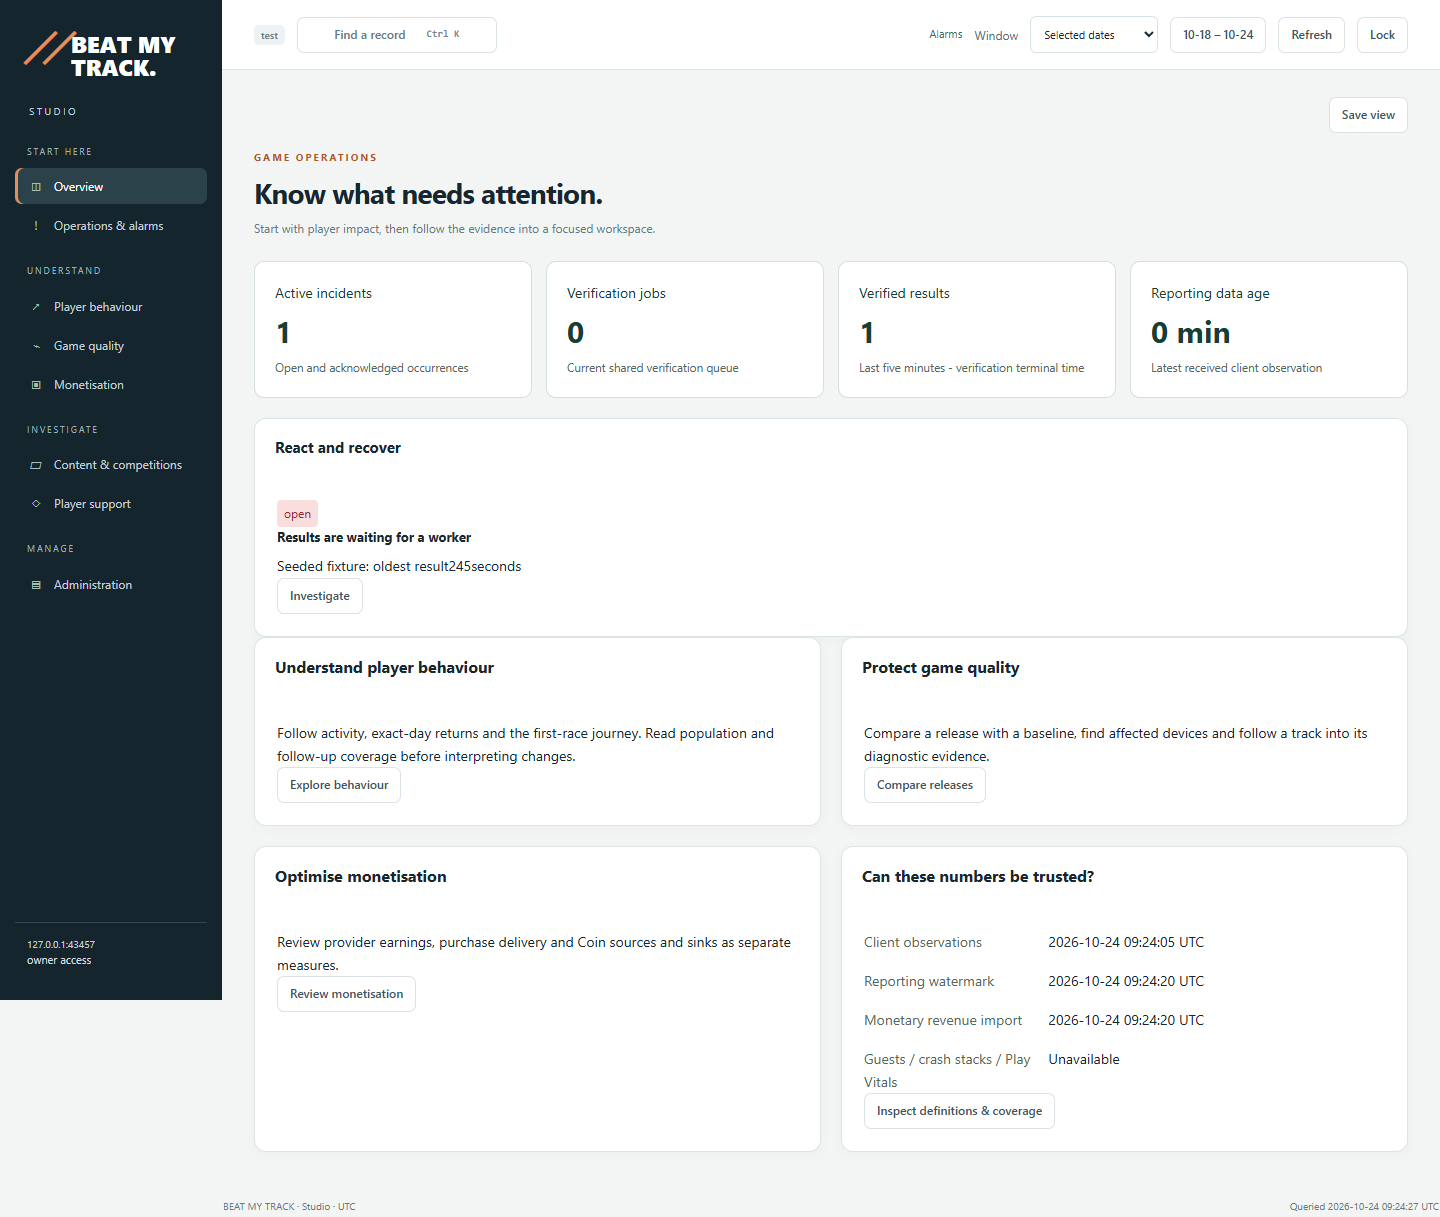 BEAT MY
TRACK.
STUDIO
START HERE
Overview
! Operations & alarms
UNDERSTAND
Player behaviour
Game quality
Monetisation
INVESTIGATE
Content & competitions
Player support
MANAGE
Administration
127.0.0.1:43457
owner access
test
Find a record Ctrl K
Alarms
Window
Selected dates
10-18 – 10-24
Refresh
Lock
Save view
GAME OPERATIONS
Know what needs attention.
Start with player impact, then follow the evidence into a focused workspace.
Active incidents
1
Open and acknowledged occurrences
Verification jobs
0
Current shared verification queue
Verified results
1
Last five minutes - verification terminal time
Reporting data age
0 min
Latest received client observation
React and recover
open
Results are waiting for a worker
Seeded fixture: oldest result245seconds
Investigate
Understand player behaviour
Follow activity, exact-day returns and the first-race journey. Read population and
follow-up coverage before interpreting changes.
Explore behaviour
Protect game quality
Compare a release with a baseline, find affected devices and follow a track into its
diagnostic evidence.
Compare releases
Optimise monetisation
Review provider earnings, purchase delivery and Coin sources and sinks as separate
measures.
Review monetisation
Can these numbers be trusted?
Client observations 2026-10-24 09:24:05 UTC
Reporting watermark 2026-10-24 09:24:20 UTC
Monetary revenue import 2026-10-24 09:24:20 UTC
Guests / crash stacks / Play Unavailable
Vitals
Inspect definitions & coverage
BEAT MY TRACK · Studio · UTC
Queried 2026-10-24 09:24:27 UTC